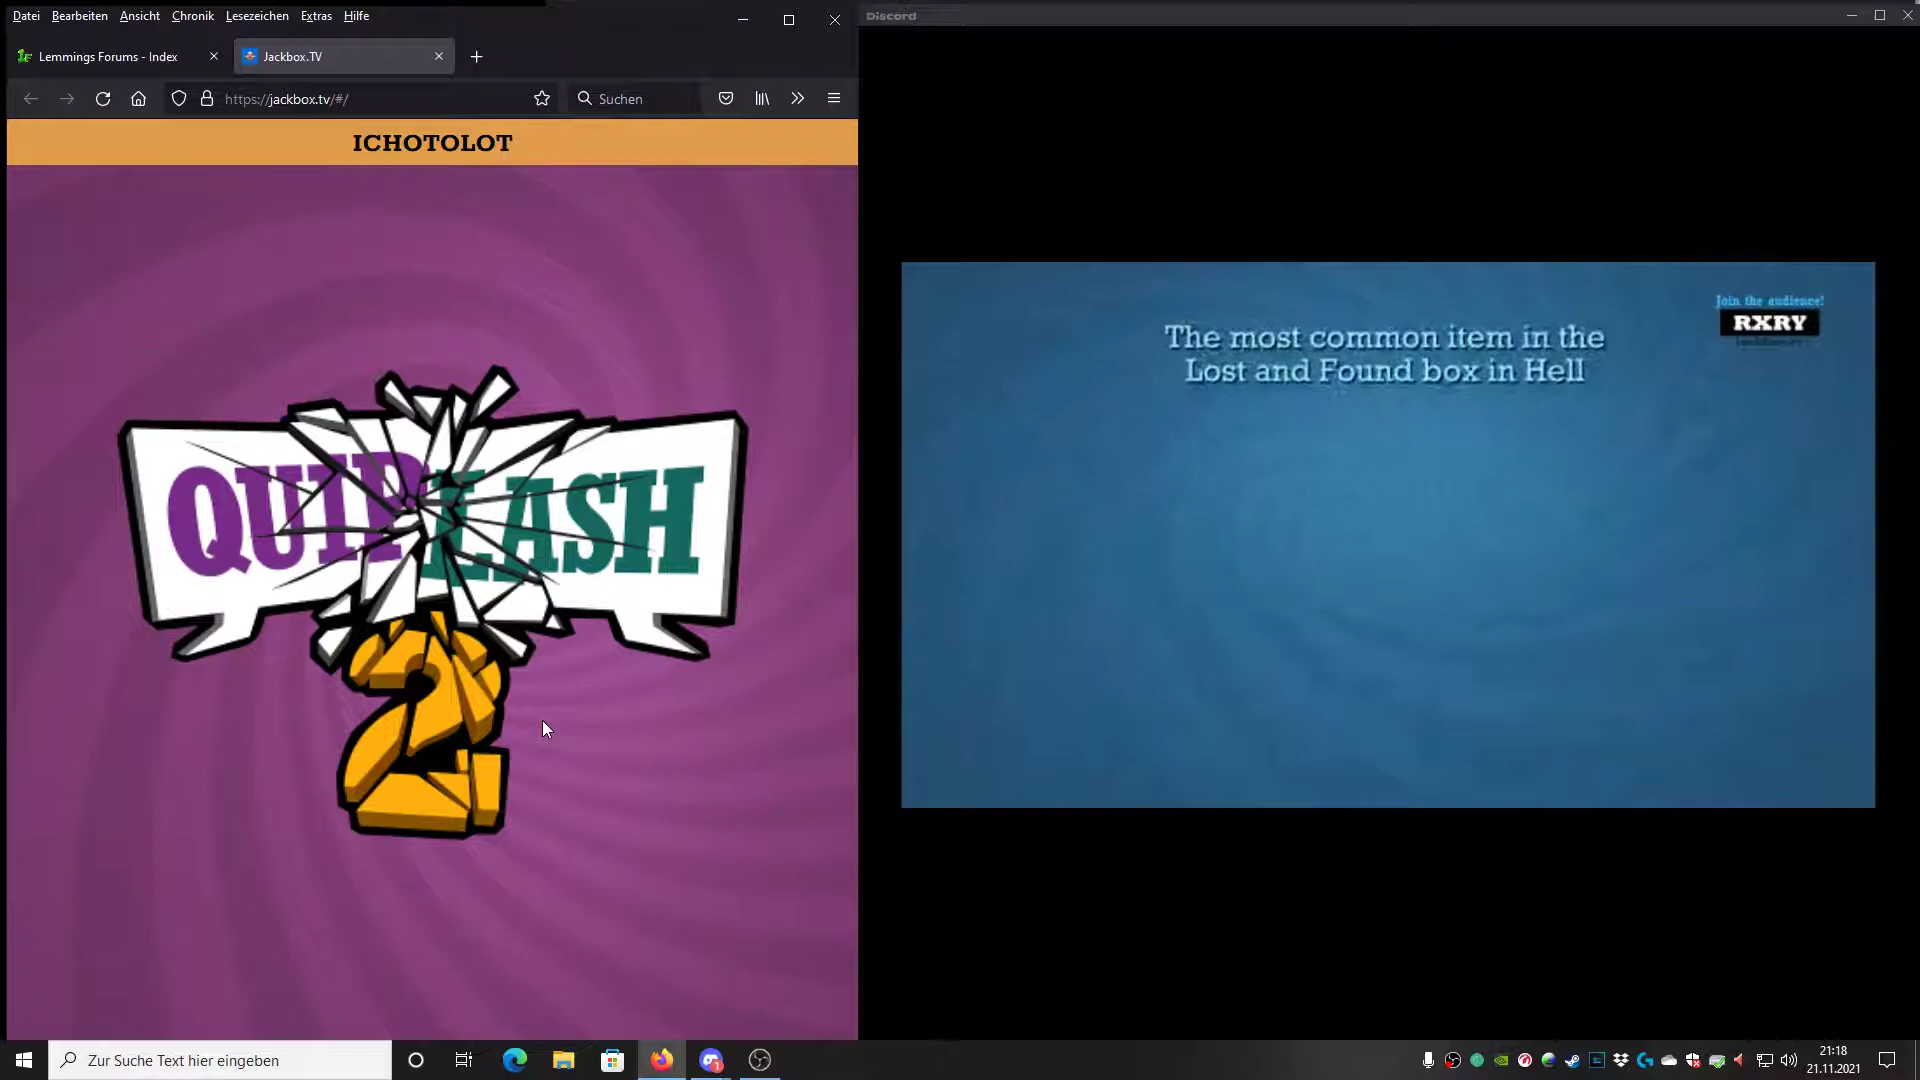 Datei Bearbeiten Ansicht Chronik Lesezeichen Extras Hilfe
Discord
Lemmings Forums - Index
Jackbox.TV
https://jackbox.tv/#/
Suchen
ICHOTOLOT
QUIPLASH
2
Join the audience!
RXRY
The most common item in the
Lost and Found box in Hell
Zur Suche Text hier eingeben
1
21:18
21.11.2021